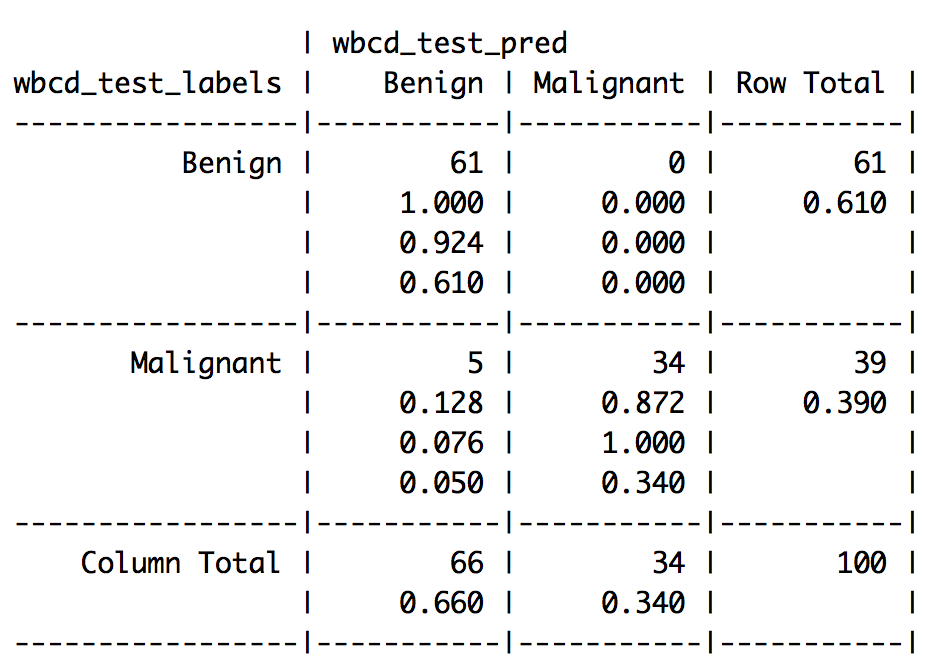 | wbcd_test_pred
wbcd_test_labels |    Benign | Malignant | Row Total |
-----------------|-----------|-----------|-----------|
          Benign |        61 |         0 |        61 |
                 |     1.000 |     0.000 |     0.610 |
                 |     0.924 |     0.000 |           |
                 |     0.610 |     0.000 |           |
-----------------|-----------|-----------|-----------|
       Malignant |         5 |        34 |        39 |
                 |     0.128 |     0.872 |     0.390 |
                 |     0.076 |     1.000 |           |
                 |     0.050 |     0.340 |           |
-----------------|-----------|-----------|-----------|
    Column Total |        66 |        34 |       100 |
                 |     0.660 |     0.340 |           |
-----------------|-----------|-----------|-----------|